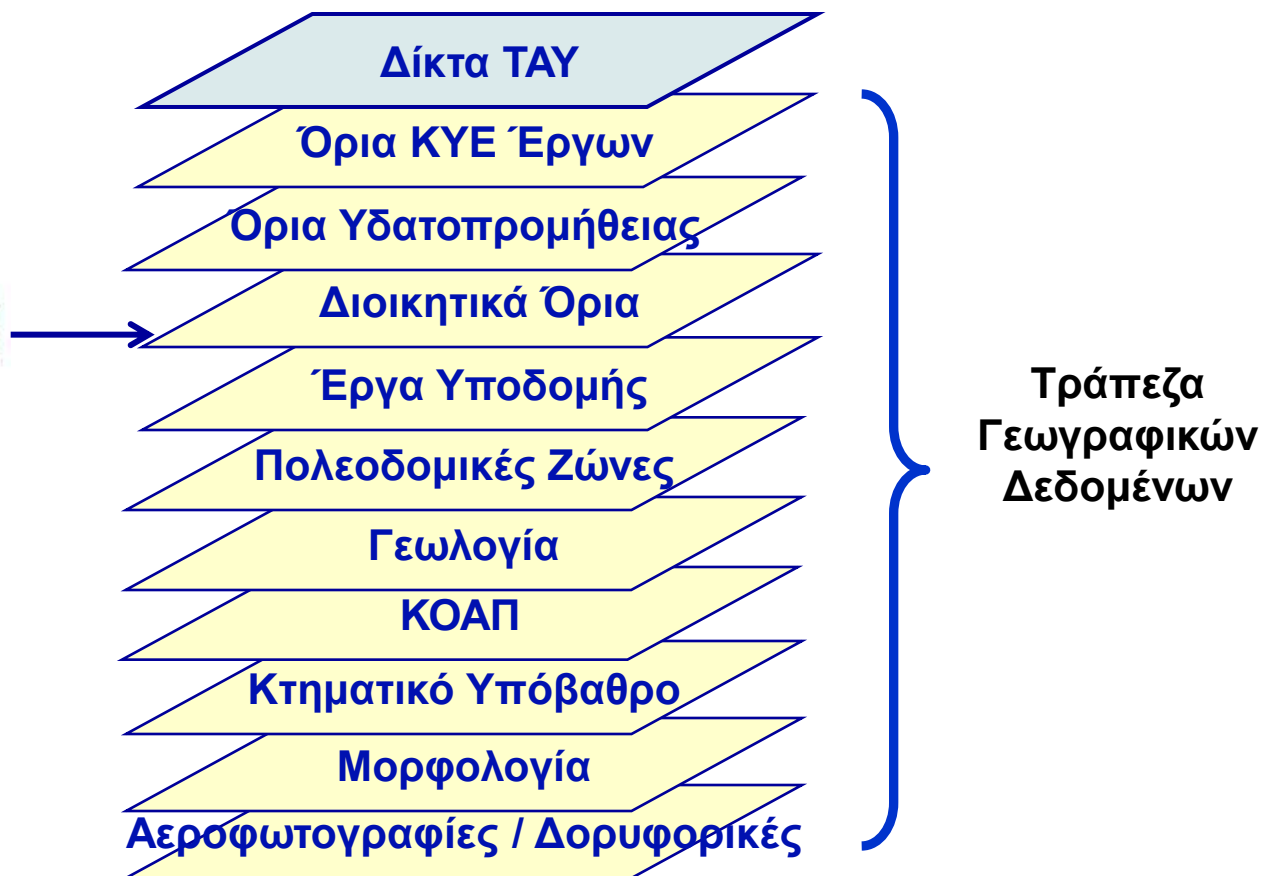 Δίκτα ΤΑΥ
Όρια ΚΥΕ Έργων
Όρια Υδατοπρομήθειας
Διοικητικά Όρια
Έργα Υποδομής
Πολεοδομικές Ζώνες
Γεωλογία
ΚΟΑΠ
Κτηματικό Υπόβαθρο
Μορφολογία
Αεροφωτογραφίες / Δορυφορικές
Τράπεζα
Γεωγραφικών
Δεδομένων